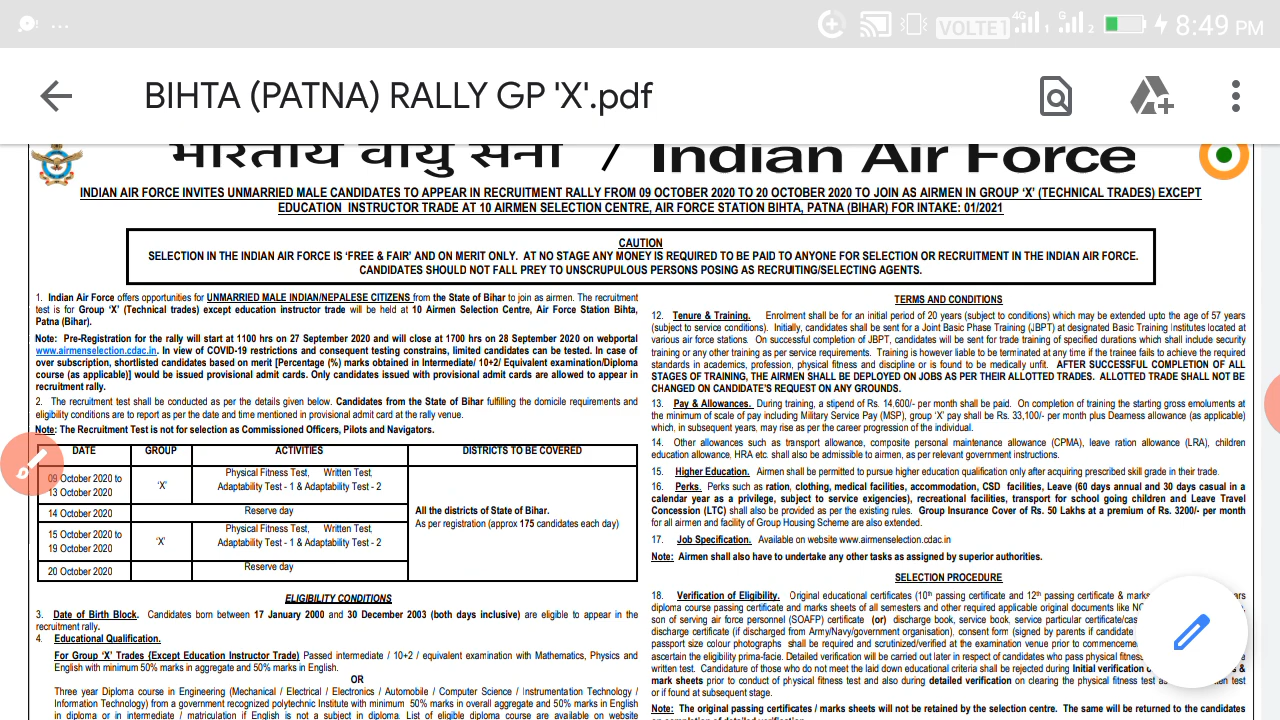 VOLTE1 4G 1 G 2 8:49 PM
BIHTA (PATNA) RALLY GP 'X'.pdf
भारतीय वायु सेना / Indian Air Force
INDIAN AIR FORCE INVITES UNMARRIED MALE CANDIDATES TO APPEAR IN RECRUITMENT RALLY FROM 09 OCTOBER 2020 TO 20 OCTOBER 2020 TO JOIN AS AIRMEN IN GROUP 'X' (TECHNICAL TRADES) EXCEPT
EDUCATION INSTRUCTOR TRADE AT 10 AIRMEN SELECTION CENTRE, AIR FORCE STATION BIHTA, PATNA (BIHAR) FOR INTAKE: 01/2021
CAUTION
SELECTION IN THE INDIAN AIR FORCE IS 'FREE & FAIR' AND ON MERIT ONLY. AT NO STAGE ANY MONEY IS REQUIRED TO BE PAID TO ANYONE FOR SELECTION OR RECRUITMENT IN THE INDIAN AIR FORCE.
CANDIDATES SHOULD NOT FALL PREY TO UNSCRUPULOUS PERSONS POSING AS RECRUITING/SELECTING AGENTS.
1. Indian Air Force offers opportunities for UNMARRIED MALE INDIAN/NEPALESE CITIZENS from the State of Bihar to join as airmen. The recruitment
test is for Group 'X' (Technical trades) except education instructor trade will be held at 10 Airmen Selection Centre, Air Force Station Bihta,
Patna (Bihar).
Note: Pre-Registration for the rally will start at 1100 hrs on 27 September 2020 and will close at 1700 hrs on 28 September 2020 on webportal
www.airmenselection.cdac.in. In view of COVID-19 restrictions and consequent testing constrains, limited candidates can be tested. In case of
over subscription, shortlisted candidates based on merit [Percentage (%) marks obtained in Intermediate/ 10+2/ Equivalent examination/Diploma
course (as applicable)] would be issued provisional admit cards. Only candidates issued with provisional admit cards are allowed to appear in
recruitment rally.
2. The recruitment test shall be conducted as per the details given below. Candidates from the State of Bihar fulfilling the domicile requirements and
eligibility conditions are to report as per the date and time mentioned in provisional admit card at the rally venue.
Note: The Recruitment Test is not for selection as Commissioned Officers, Pilots and Navigators.
DATE GROUP ACTIVITIES DISTRICTS TO BE COVERED
09 October 2020 to
13 October 2020
'X'
Physical Fitness Test, Written Test,
Adaptability Test - 1 & Adaptability Test - 2
14 October 2020 Reserve day
15 October 2020 to
19 October 2020
'X'
Physical Fitness Test, Written Test,
Adaptability Test - 1 & Adaptability Test - 2
20 October 2020 Reserve day
All the districts of State of Bihar.
As per registration (approx 175 candidates each day)
ELIGIBILITY CONDITIONS
3. Date of Birth Block. Candidates born between 17 January 2000 and 30 December 2003 (both days inclusive) are eligible to appear in the
recruitment rally.
4. Educational Qualification.
For Group 'X' Trades {Except Education Instructor Trade} Passed intermediate / 10+2 / equivalent examination with Mathematics, Physics and
English with minimum 50% marks in aggregate and 50% marks in English.
OR
Three year Diploma course in Engineering (Mechanical / Electrical / Electronics / Automobile / Computer Science / Instrumentation Technology /
Information Technology) from a government recognized polytechnic Institute with minimum 50% marks in overall aggregate and 50% marks in English
in diploma or in intermediate / matriculation if English is not a subject in diploma. List of eligible diploma course are available on website
TERMS AND CONDITIONS
12. Tenure & Training. Enrolment shall be for an initial period of 20 years (subject to conditions) which may be extended upto the age of 57 years
(subject to service conditions). Initially, candidates shall be sent for a Joint Basic Phase Training (JBPT) at designated Basic Training Institutes located at
various air force stations. On successful completion of JBPT, candidates will be sent for trade training of specified durations which shall include security
training or any other training as per service requirements. Training is however liable to be terminated at any time if the trainee fails to achieve the required
standards in academics, profession, physical fitness and discipline or is found to be medically unfit. AFTER SUCCESSFUL COMPLETION OF ALL
STAGES OF TRAINING, THE AIRMEN SHALL BE DEPLOYED ON JOBS AS PER THEIR ALLOTTED TRADES. ALLOTTED TRADE SHALL NOT BE
CHANGED ON CANDIDATE'S REQUEST ON ANY GROUNDS.
13. Pay & Allowances. During training, a stipend of Rs. 14,600/- per month shall be paid. On completion of training the starting gross emoluments at
the minimum of scale of pay including Military Service Pay (MSP), group 'X' pay shall be Rs. 33,100/- per month plus Dearness allowance (as applicable)
which, in subsequent years, may rise as per the career progression of the individual.
14. Other allowances such as transport allowance, composite personal maintenance allowance (CPMA), leave ration allowance (LRA), children
education allowance, HRA etc. shall also be admissible to airmen, as per relevant government instructions.
15. Higher Education. Airmen shall be permitted to pursue higher education qualification only after acquiring prescribed skill grade in their trade.
16. Perks. Perks such as ration, clothing, medical facilities, accommodation, CSD facilities, Leave (60 days annual and 30 days casual in a
calendar year as a privilege, subject to service exigencies), recreational facilities, transport for school going children and Leave Travel
Concession (LTC) shall also be provided as per the existing rules. Group Insurance Cover of Rs. 50 Lakhs at a premium of Rs. 3200/- per month
for all airmen and facility of Group Housing Scheme are also extended.
17. Job Specification. Available on website www.airmenselection.cdac.in
Note: Airmen shall also have to undertake any other tasks as assigned by superior authorities.
SELECTION PROCEDURE
18. Verification of Eligibility. Original educational certificates (10th passing certificate and 12th passing certificate & marks
diploma course passing certificate and marks sheets of all semesters and other required applicable original documents like
son of serving air force personnel (SOAFP) certificate (or) discharge book, service book, service particular
discharge certificate (if discharged from Army/Navy/government organisation), consent form (signed by parents if candidate
passport size colour photographs shall be required and scrutinized/verified at the examination venue prior to
ascertain the eligibility prima-facie. Detailed verification will be carried out later in respect of candidates who pass physical
written test. Candidature of those who do not meet the laid down educational criteria shall be rejected during Initial verification &
mark sheets prior to conduct of physical fitness test and also during detailed verification on clearing the physical fitness test test
or if found at subsequent stage.
Note: The original passing certificates / mark sheets will not be retained by the selection centre. The same will be returned to the candidates